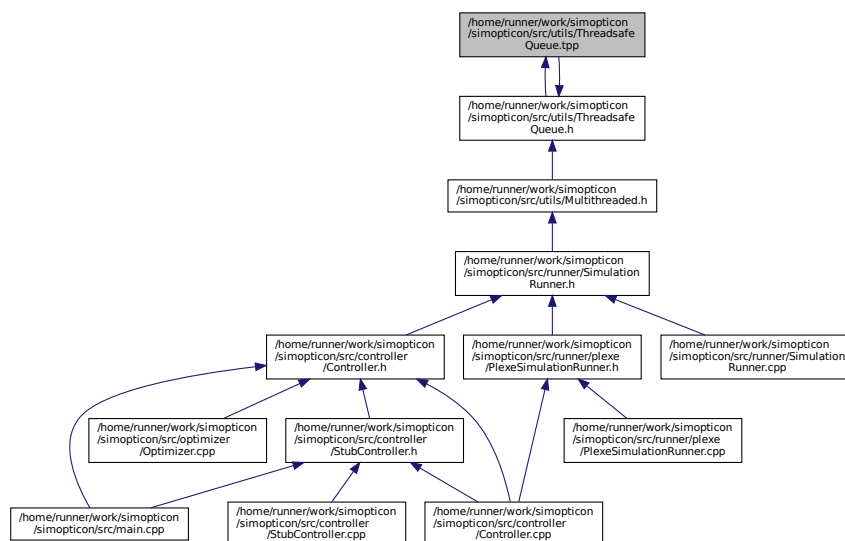 /home/runner/work/simopticon
/simopticon/src/utils/Threadsafe
Queue.tpp
/home/runner/work/simopticon
/simopticon/src/utils/Threadsafe
Queue.h
/home/runner/work/simopticon
/simopticon/src/utils/Multithreaded.h
/home/runner/work/simopticon
/simopticon/src/runner/Simulation
Runner.h
/home/runner/work/simopticon
/simopticon/src/controller
/Controller.h
/home/runner/work/simopticon
/simopticon/src/runner/plexe
/PlexeSimulationRunner.h
/home/runner/work/simopticon
/simopticon/src/runner/Simulation
Runner.cpp
/home/runner/work/simopticon
/simopticon/src/optimizer
/Optimizer.cpp
/home/runner/work/simopticon
/simopticon/src/controller
/StubController.h
/home/runner/work/simopticon
/simopticon/src/runner/plexe
/PlexeSimulationRunner.cpp
/home/runner/work/simopticon
/simopticon/src/main.cpp
/home/runner/work/simopticon
/simopticon/src/controller
/StubController.cpp
/home/runner/work/simopticon
/simopticon/src/controller
/Controller.cpp